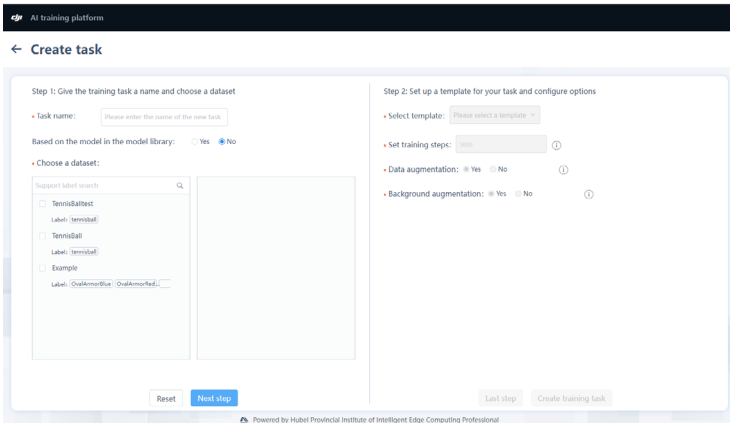 dji AI training platform
← Create task
Step 1: Give the training task a name and choose a dataset
* Task name: Please enter the name of the new task
Based on the model in the model library: Yes No
* Choose a dataset:
Support label search
TennisBalltest
Label: tennisball
TennisBall
Label: tennisball
Example
Label: OvalArmorBlue OvalArmorRed...
Reset Next step
Step 2: Set up a template for your task and configure options
* Select template: Please select a template
* Set training steps:
* Data augmentation: Yes No
* Background augmentation: Yes No
Last step Create training task
Powered by Hubei Provincial Institute of Intelligent Edge Computing Professional